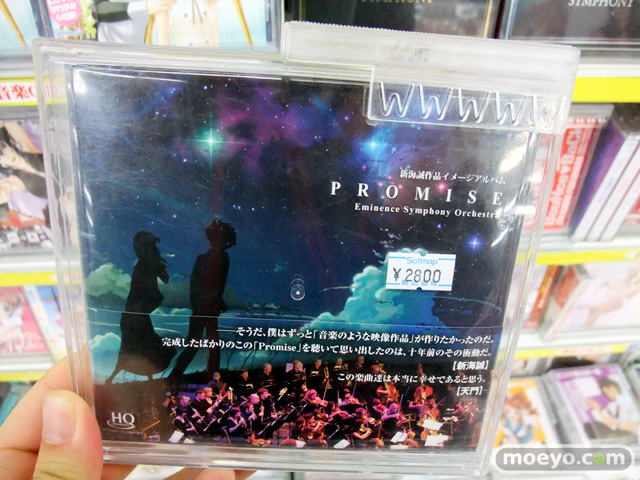 SYMPHONY
新海誠作品イメージアルバム
PROMISE
Eminence Symphony Orchestra
Sofmap
¥2800
そうだ、僕はずっと「音楽のような映像作品」が作りたかったのだ。
完成したばかりのこの「Promise」を聴いて思い出したのは、十年前のその衝動だ。
【新海誠】
この楽曲達は本当に幸せであると思う。
【天門】
HQ
moeyo.com